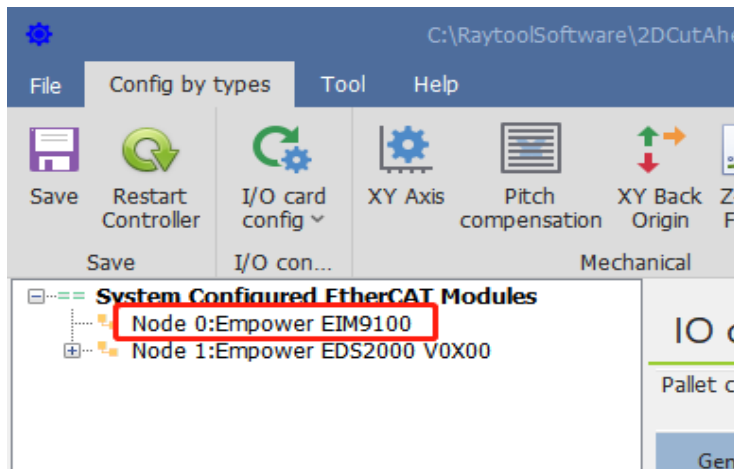 C:\RaytoolSoftware\2DCutAhe
File Config by types Tool Help
Save Restart Controller I/O card config XY Axis Pitch compensation XY Back Origin Z F
Save I/O con... Mechanical
System Configured EtherCAT Modules
Node 0:Empower EIM9100
Node 1:Empower EDS2000 V0X00
IO
Pallet c
Gen